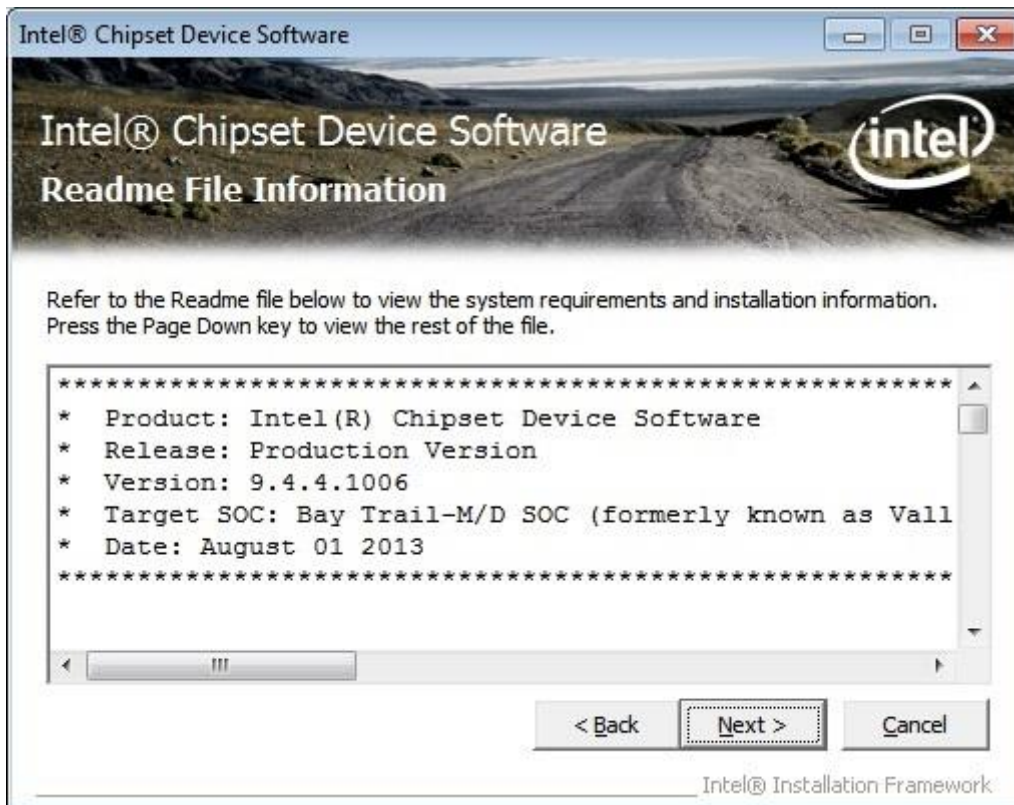 Intel® Chipset Device Software
Intel® Chipset Device Software
intel
Readme File Information
Refer to the Readme file below to view the system requirements and installation information.
Press the Page Down key to view the rest of the file.
*********************************************************
* Product: Intel(R) Chipset Device Software
* Release: Production Version
* Version: 9.4.4.1006
* Target SOC: Bay Trail-M/D SOC (formerly known as Vall
* Date: August 01 2013
*********************************************************
< Back
Next >
Cancel
Intel® Installation Framework